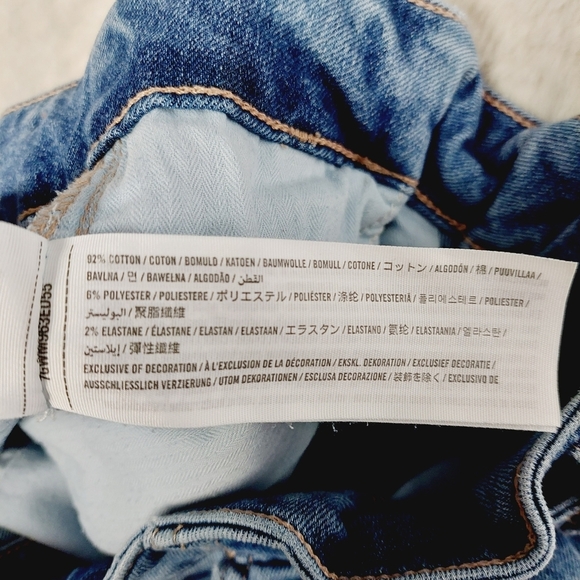 92% COTTON / COTON / BOMULD / KATOEN / BAUMWOLLE / BOMULL / COTONE / コットン / ALGODÓN / 棉 / PUUVILLAA /
BAVLNA / 면 / BAWEŁNA / ALGODÃO / القطن
6% POLYESTER / POLIESTERE / ポリエステル / POLIÉSTER / 涤纶 / POLYESTERIÄ / 폴리에스테르 / POLIESTER /
البوليستر / 聚脂纖維
2% ELASTANE / ÉLASTANE / ELASTAN / ELASTAAN / エラスタン / ELASTANO / 氨纶 / ELASTAANIA / 엘라스탄 /
إيلاستين / 彈性纖維
EXCLUSIVE OF DECORATION / À L'EXCLUSION DE LA DÉCORATION / EKSKL. DEKORATION / EXCLUSIEF DECORATIE /
AUSSCHLIESSLICH VERZIERUNG / UTOM DEKORATIONEN / ESCLUSA DECORAZIONE / 装飾を除く / EXCLUSIVO DE